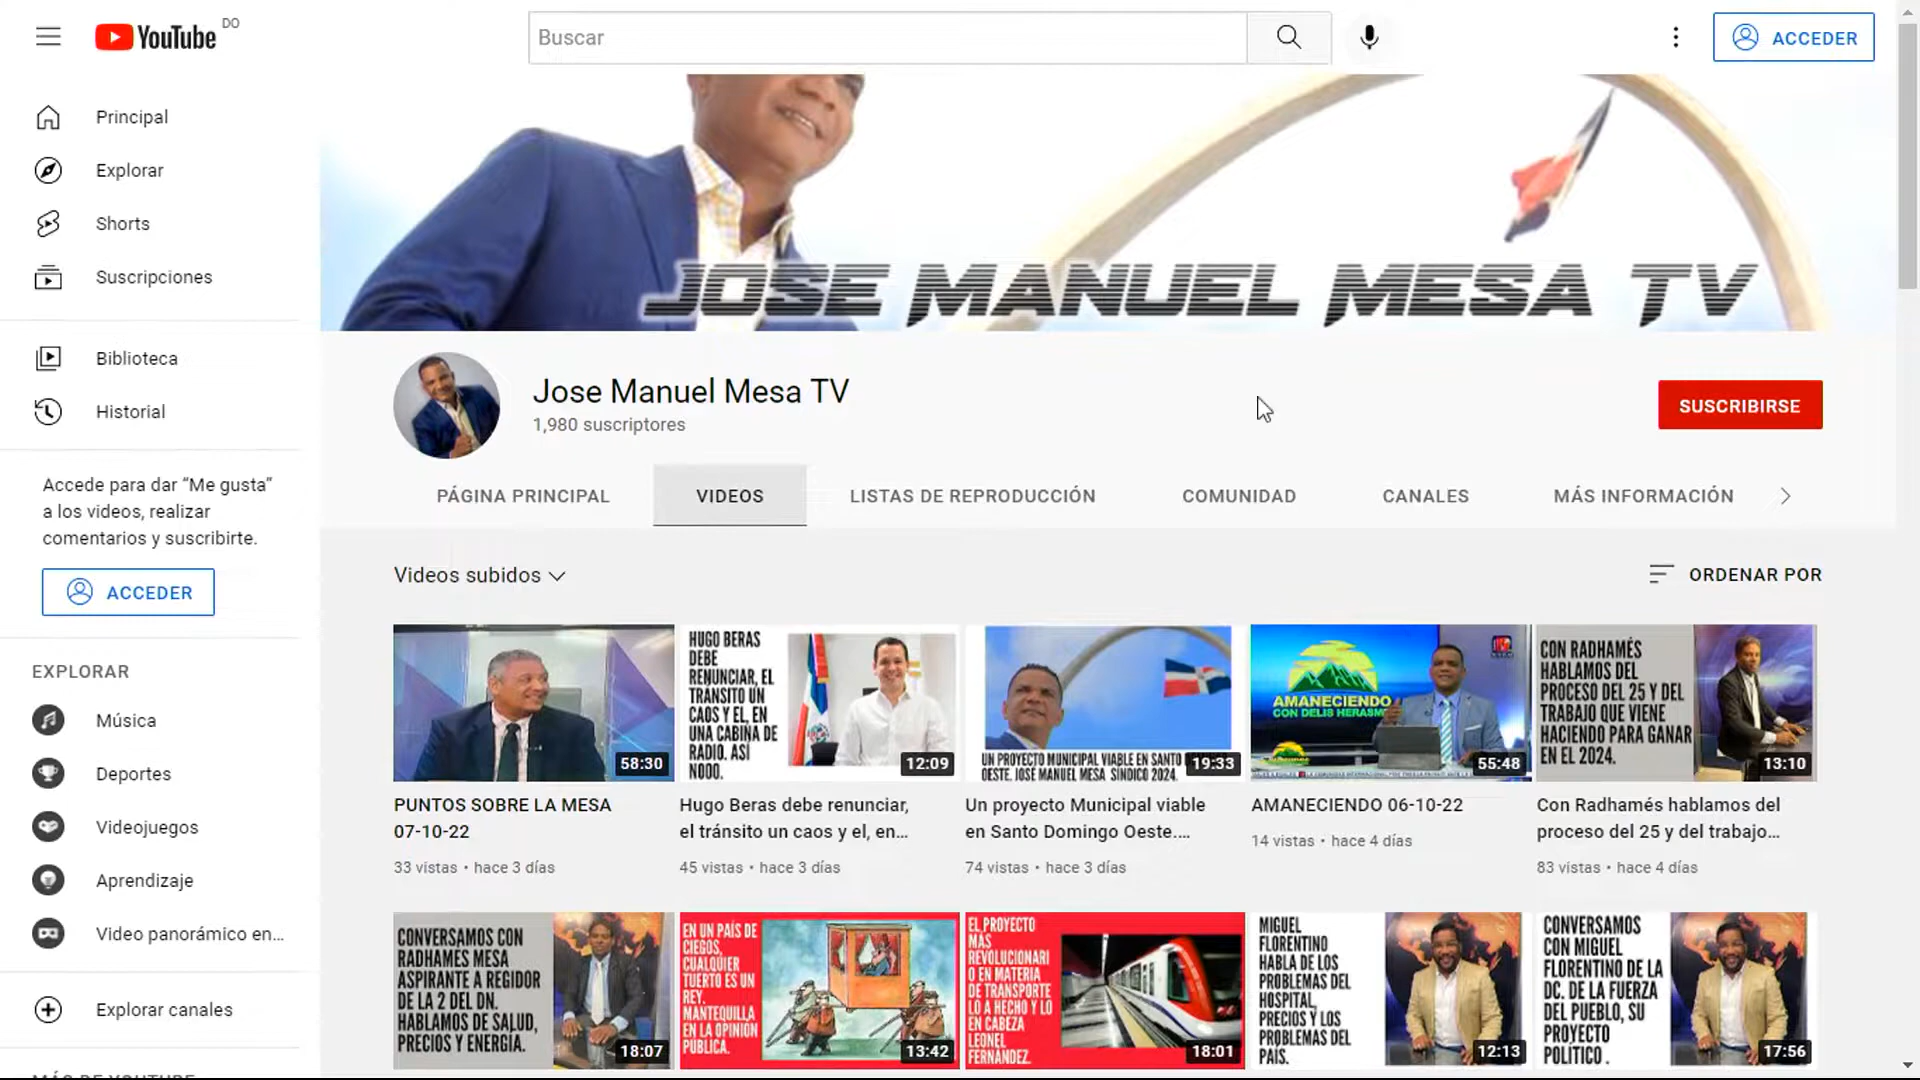 YouTube DO
Buscar
ACCEDER
Principal
Explorar
Shorts
Suscripciones
Biblioteca
Historial
Accede para dar “Me gusta”
a los videos, realizar
comentarios y suscribirte.
ACCEDER
EXPLORAR
Música
Deportes
Videojuegos
Aprendizaje
Video panorámico en...
Explorar canales
MÁS DE YOUTUBE
JOSE MANUEL MESA TV
Jose Manuel Mesa TV
1,980 suscriptores
SUSCRIBIRSE
PÁGINA PRINCIPAL
VIDEOS
LISTAS DE REPRODUCCIÓN
COMUNIDAD
CANALES
MÁS INFORMACIÓN
Videos subidos
ORDENAR POR
58:30
PUNTOS SOBRE LA MESA
07-10-22
33 vistas • hace 3 días
HUGO BERAS
DEBE
RENUNCIAR, EL
TRANSITO UN
CAOS Y EL, EN
UNA CABINA DE
RADIO. ASI
NOOO.
12:09
Hugo Beras debe renunciar,
el tránsito un caos y el, en...
45 vistas • hace 3 días
UN PROYECTO MUNICIPAL VIABLE EN SANTO
OESTE. JOSÉ MANUEL MESA SÍNDICO 2024.
19:33
Un proyecto Municipal viable
en Santo Domingo Oeste....
74 vistas • hace 3 días
AMANECIENDO
CON DELIS HERASME
55:48
AMANECIENDO 06-10-22
14 vistas • hace 4 días
CON RADHAMÉS
HABLAMOS DEL
PROCESO DEL 25 Y DEL
TRABAJO QUE VIENE
HACIENDO PARA GANAR
EN EL 2024.
13:10
Con Radhamés hablamos del
proceso del 25 y del trabajo...
83 vistas • hace 4 días
CONVERSAMOS CON
RADHAMES MESA
ASPIRANTE A REGIDOR
DE LA 2 DEL DN.
HABLAMOS DE SALUD,
PRECIOS Y ENERGIA.
18:07
EN UN PAÍS DE
CIEGOS,
CUALQUIER
TUERTO ES UN
REY.
MANTEQUILLA
EN LA OPINIÓN
PUBLICA.
13:42
EL PROYECTO
MAS
REVOLUCIONARI
O EN MATERIA
DE TRANSPORTE
LO A HECHO Y LO
EN CABEZA
LEONEL
FERNÁNDEZ.
18:01
MIGUEL
FLORENTINO
HABLA DE LOS
PROBLEMAS DEL
HOSPITAL,
PRECIOS Y LOS
PROBLEMAS DEL
PAIS.
12:13
CONVERSAMOS
CON MIGUEL
FLORENTINO DE LA
DC. DE LA FUERZA
DEL PUEBLO, SU
PROYECTO
POLITICO .
17:56